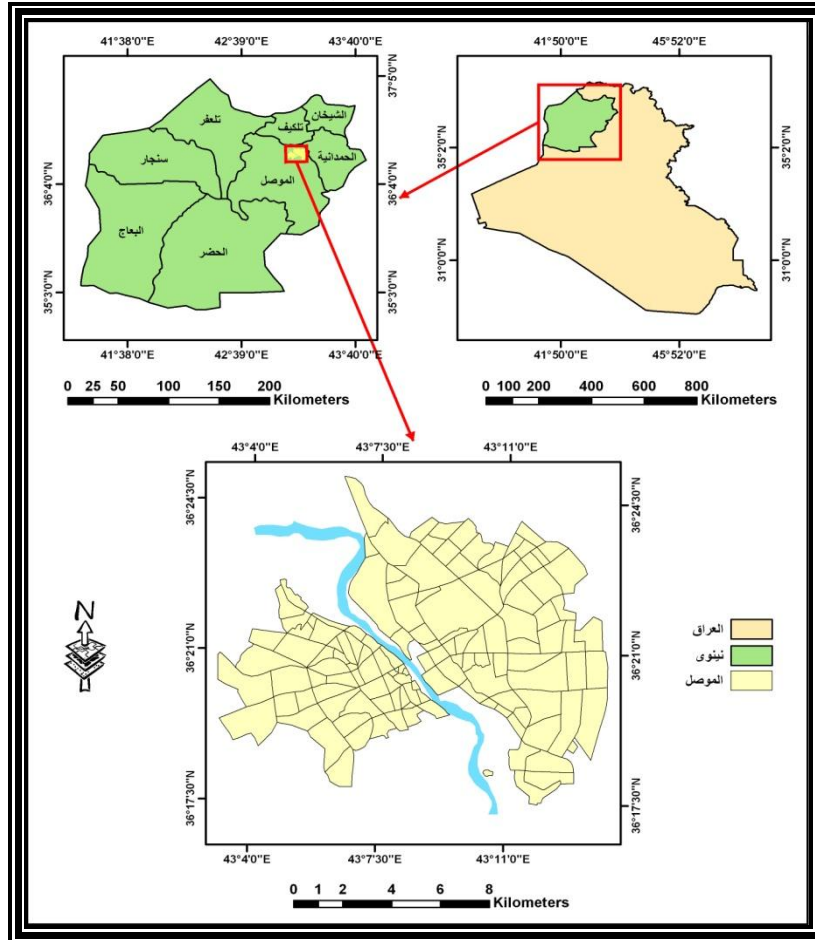 41°38'0"E 42°39'0"E 43°40'0"E
37°5'0"N
36°4'0"N
35°3'0"N
36°4'0"N
35°3'0"N
تلعفر
تلكيف
الشيخان
سنجار
الحمدانية
الموصل
البعاج
الحضر
41°38'0"E 42°39'0"E 43°40'0"E
0 25 50 100 150 200
Kilometers
41°50'0"E 45°52'0"E
35°2'0"N
31°0'0"N
35°2'0"N
31°0'0"N
41°50'0"E 45°52'0"E
0 100 200 400 600 800
Kilometers
43°4'0"E 43°7'30"E 43°11'0"E
36°24'30"N
36°21'0"N
36°17'30"N
36°24'30"N
36°21'0"N
36°17'30"N
43°4'0"E 43°7'30"E 43°11'0"E
N
العراق
نينوى
الموصل
0 1 2 4 6 8
Kilometers